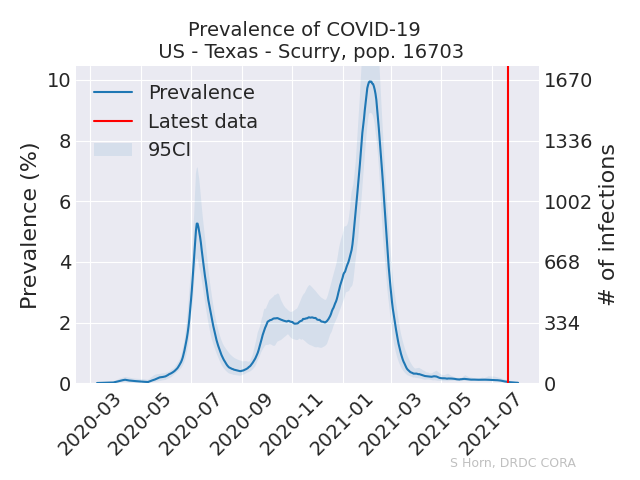 Prevalence of COVID-19
US - Texas - Scurry, pop. 16703
Prevalence
Latest data
95CI
Prevalence (%)
10
8
6
4
2
0
1670
1336
1002
668
334
0
# of infections
2020-03
2020-05
2020-07
2020-09
2020-11
2021-01
2021-03
2021-05
2021-07
S Horn, DRDC CORA